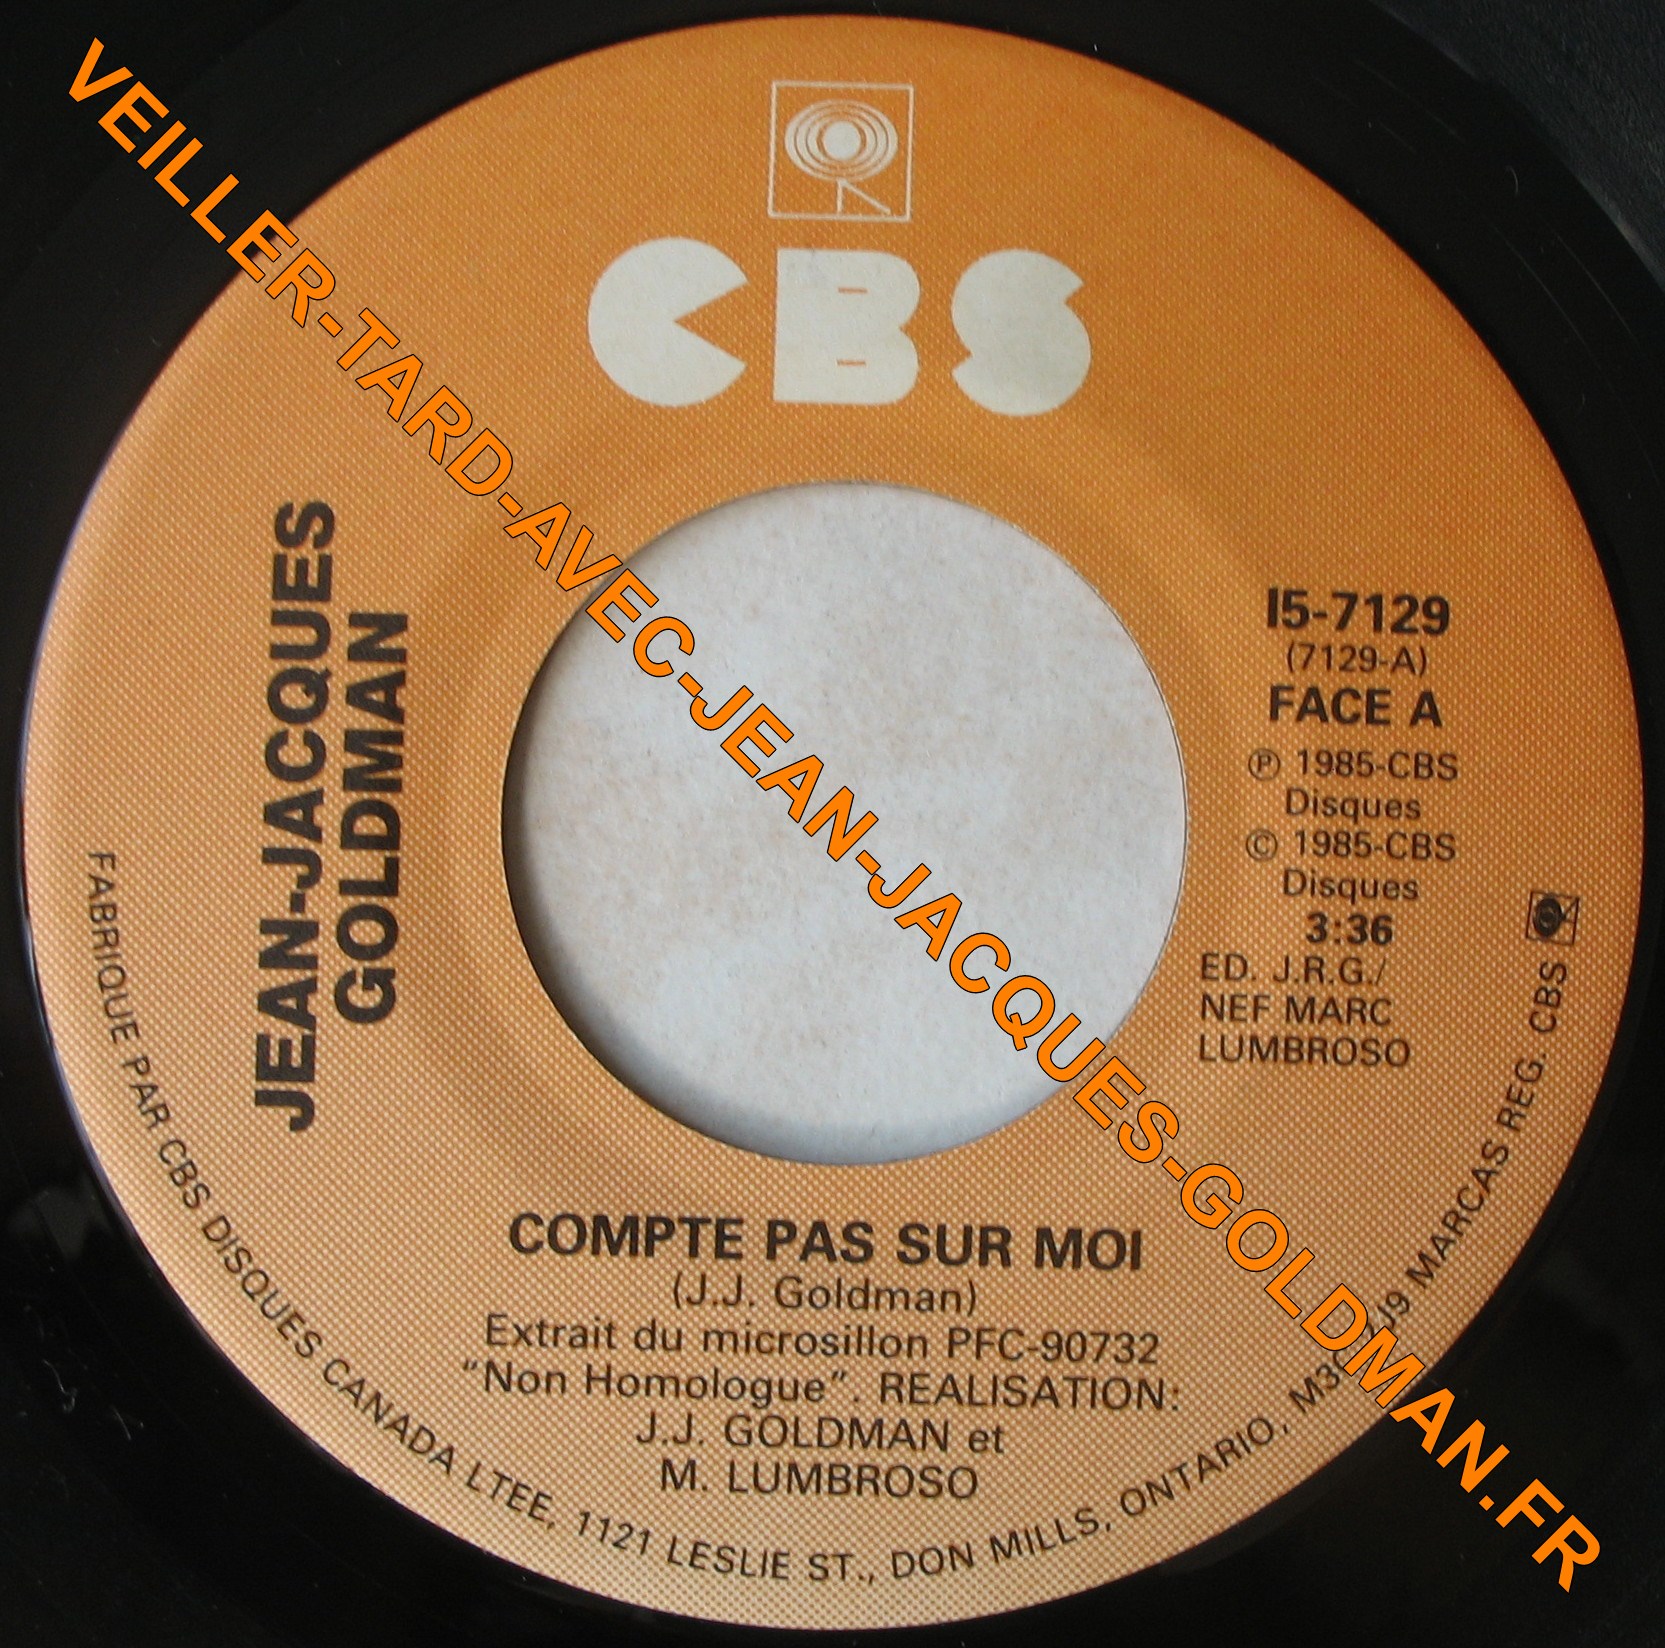 CBS
JEAN-JACQUES
GOLDMAN
I5-7129
(7129-A)
FACE A
℗ 1985-CBS
Disques
© 1985-CBS
Disques
3:36
ED. J.R.G./
NEF MARC
LUMBROSO
COMPTE PAS SUR MOI
(J.J. Goldman)
Extrait du microsillon PFC-90732
"Non Homologue". REALISATION:
J.J. GOLDMAN et
M. LUMBROSO
FABRIQUE PAR CBS DISQUES CANADA LTEE, 1121 LESLIE ST., DON MILLS, ONTARIO, MARCAS REG. CBS
VEILLER-TARD-AVEC-JEAN-JACQUES-GOLDMAN.FR